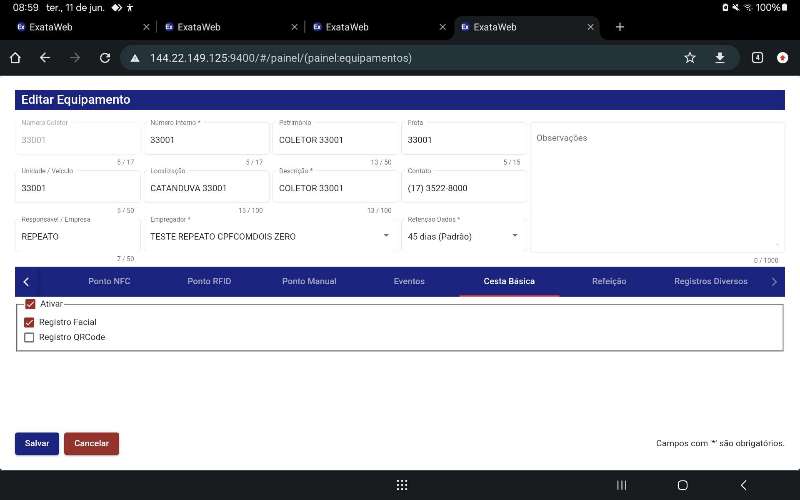 08:59 ter., 11 de jun. 100%
ExataWeb ExataWeb ExataWeb ExataWeb
144.22.149.125:9400/#/painel/(painel:equipamentos) 4
Editar Equipamento
Número Coletor Número Interno * Patrimônio Frota
33001 33001 COLETOR 33001 33001 Observações
5 / 17 5 / 17 13 / 50 5 / 15
Unidade / Veículo Localização Descrição * Contato
33001 CATANDUVA 33001 COLETOR 33001 (17) 3522-8000
5 / 50 15 / 100 13 / 100
Responsável / Empresa Empregador * Retenção Dados *
REPEATO TESTE REPEATO CPFCOMDOIS ZERO 45 dias (Padrão)
7 / 50 0 / 1000
Ponto NFC Ponto RFID Ponto Manual Eventos Cesta Básica Refeição Registros Diversos
Ativar
Registro Facial
Registro QRCode
Salvar Cancelar Campos com '*' são obrigatórios.